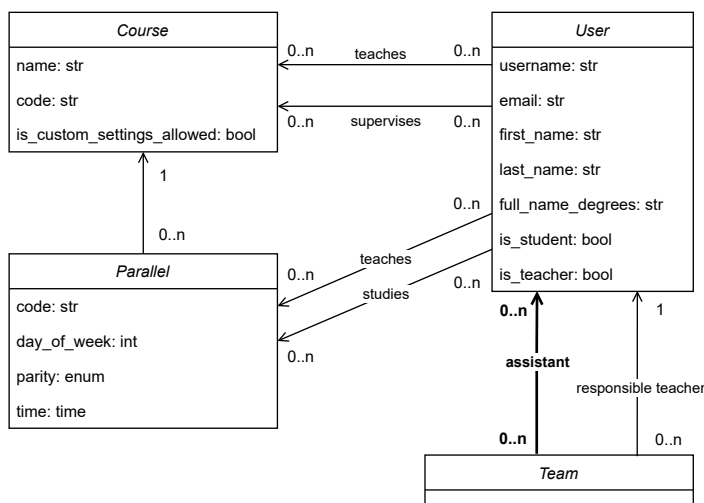 Course
name: str
code: str
is_custom_settings_allowed: bool
User
username: str
email: str
first_name: str
last_name: str
full_name_degrees: str
is_student: bool
is_teacher: bool
0..n
teaches
0..n
0..n
supervises
0..n
1
0..n
Parallel
code: str
day_of_week: int
parity: enum
time: time
0..n
teaches
0..n
0..n
studies
0..n
0..n
assistant
0..n
1
responsible teacher
0..n
Team